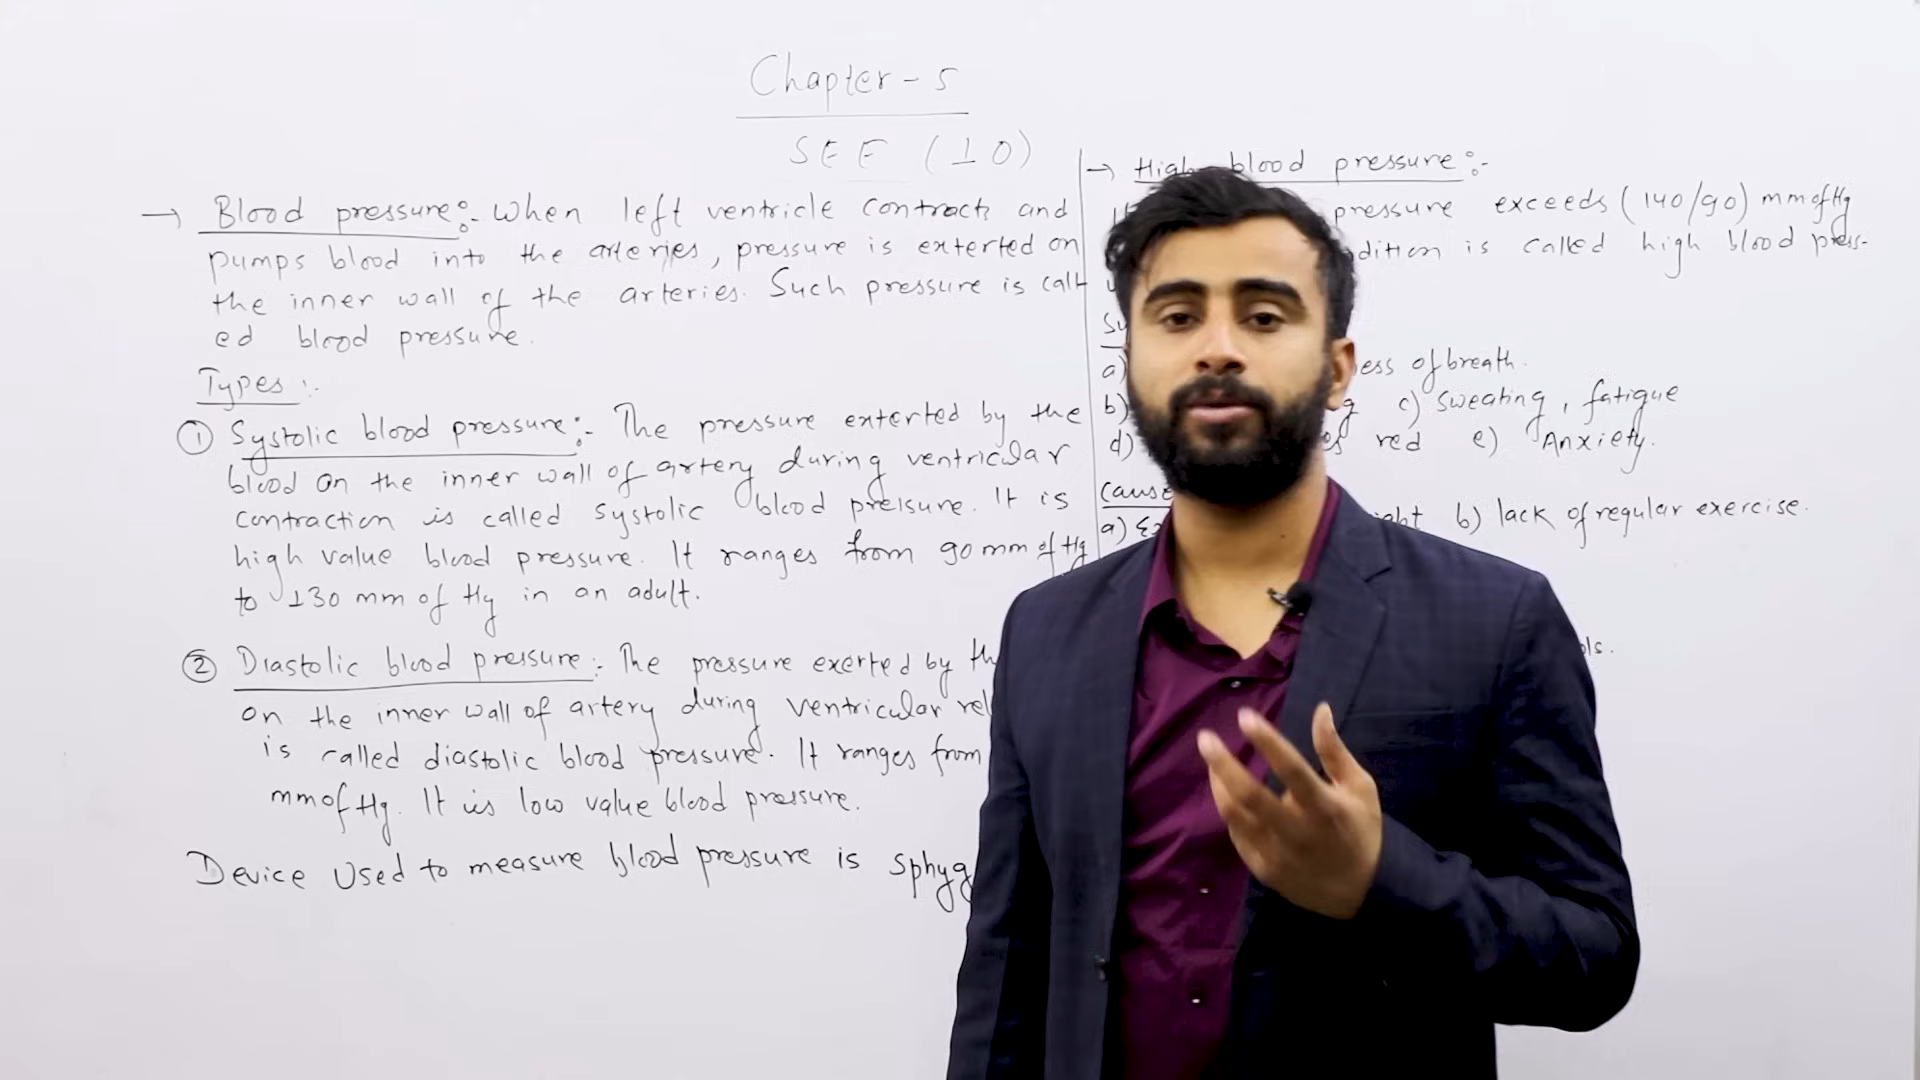 Chapter - 5
SEE (10)
→ Blood pressure:- When left ventricle contracts and
pumps blood into the arteries, pressure is exterted on
the inner wall of the arteries. Such pressure is call-
ed blood pressure.
Types :-
① Systolic blood pressure:- The pressure exterted by the
blood on the inner wall of artery during ventricular
contraction is called systolic blood pressure. It is
high value blood pressure. It ranges from 90 mm of Hg
to 130 mm of Hg in an adult.
② Diastolic blood pressure:- The pressure exerted by
on the inner wall of artery during ventricular
is called diastolic blood pressure. It ranges from
mm of Hg. It is low value blood pressure.
Device Used to measure blood pressure is
→ High blood pressure:-
pressure exceeds (140/90) mm of Hg
is called high blood press-
a) of breath.
b) c) sweating, fatigue
d) red e) Anxiety.
a) b) lack of regular exercise.